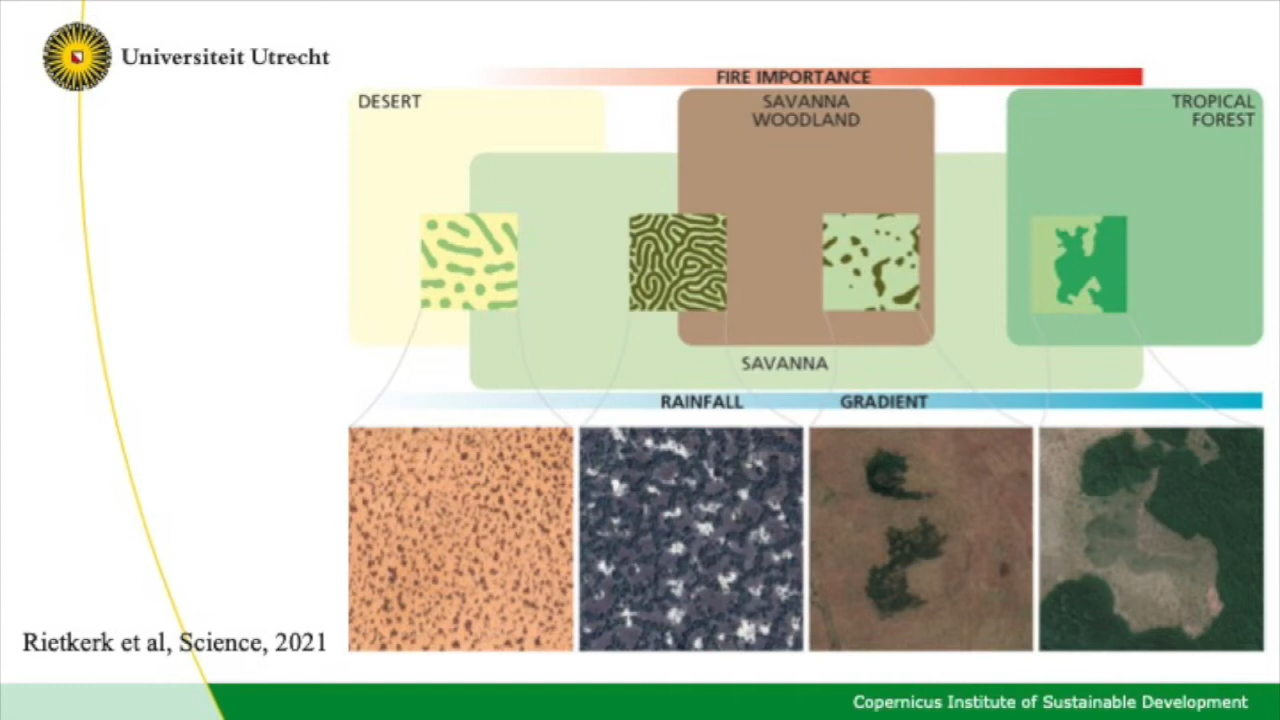 Universiteit Utrecht
FIRE IMPORTANCE
DESERT
SAVANNA
WOODLAND
TROPICAL
FOREST
SAVANNA
RAINFALL GRADIENT
Rietkerk et al, Science, 2021
Copernicus Institute of Sustainable Development